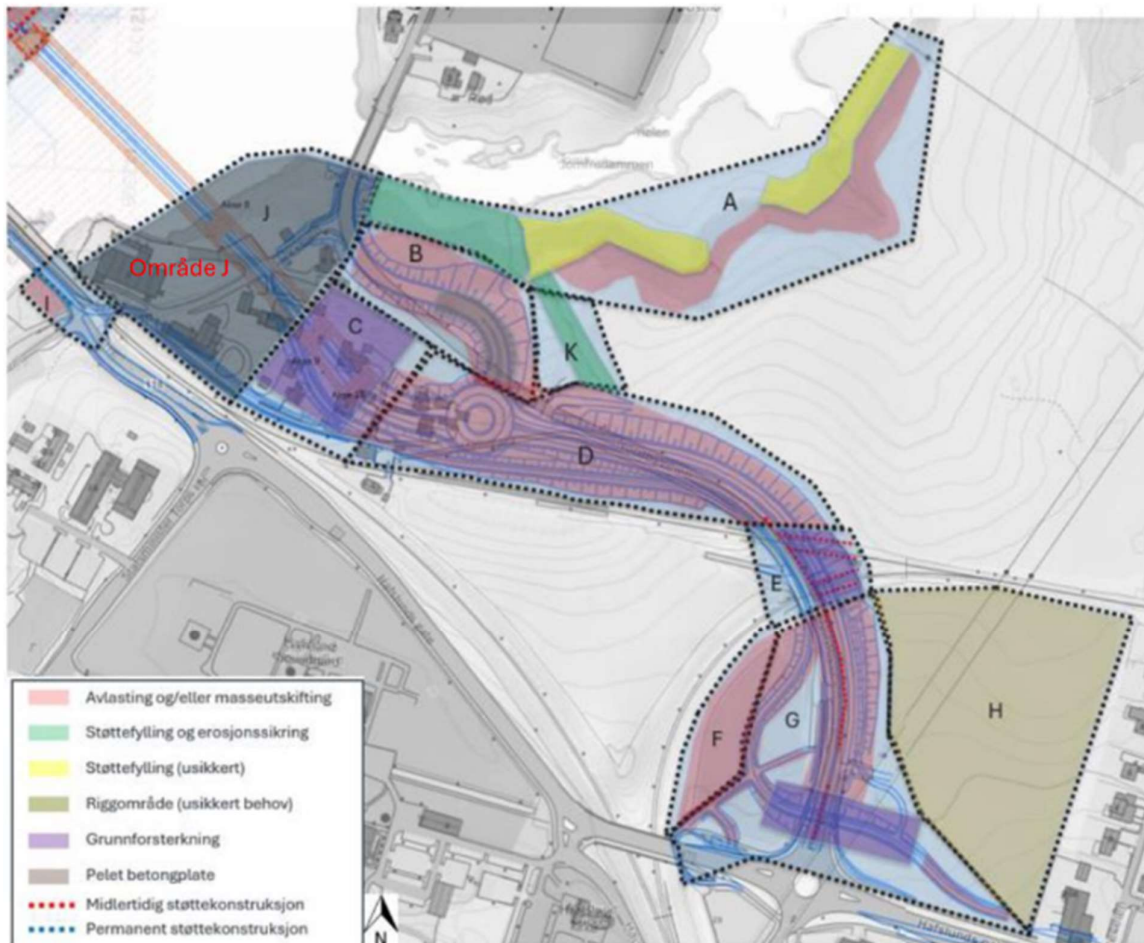 Rød
A
J
B
Område J
I
C
K
D
E
G
F
H
Avlasting og/eller masseutskifting
Støttefylling og erosjonssikring
Støttefylling (usikkert)
Riggområde (usikkert behov)
Grunnforsterkning
Pelet betongplate
Midlertidig støttekonstruksjon
Permanent støttekonstruksjon
N